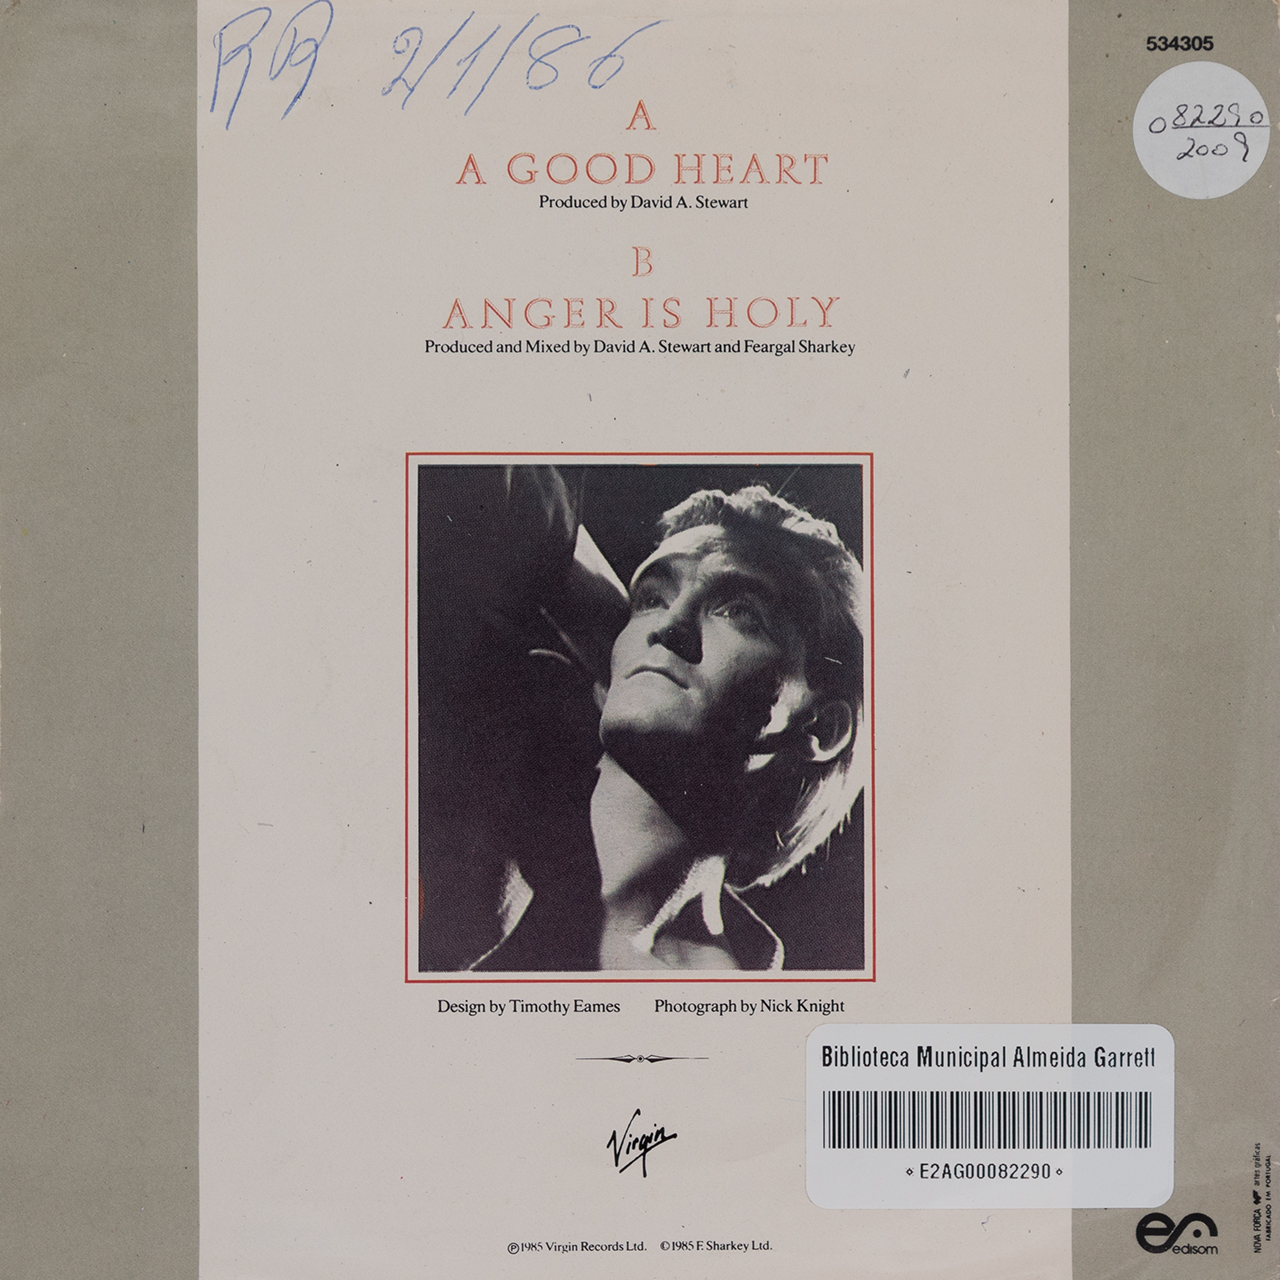 RR 2/1/86
534305
082290
2009
A
A GOOD HEART
Produced by David A. Stewart
B
ANGER IS HOLY
Produced and Mixed by David A. Stewart and Feargal Sharkey
Design by Timothy Eames Photograph by Nick Knight
Biblioteca Municipal Almeida Garrett
E2AG00082290
Virgin
edisom
℗1985 Virgin Records Ltd. ©1985 F. Sharkey Ltd.
NOVA FORÇA artes gráficas
FABRICADO EM PORTUGAL